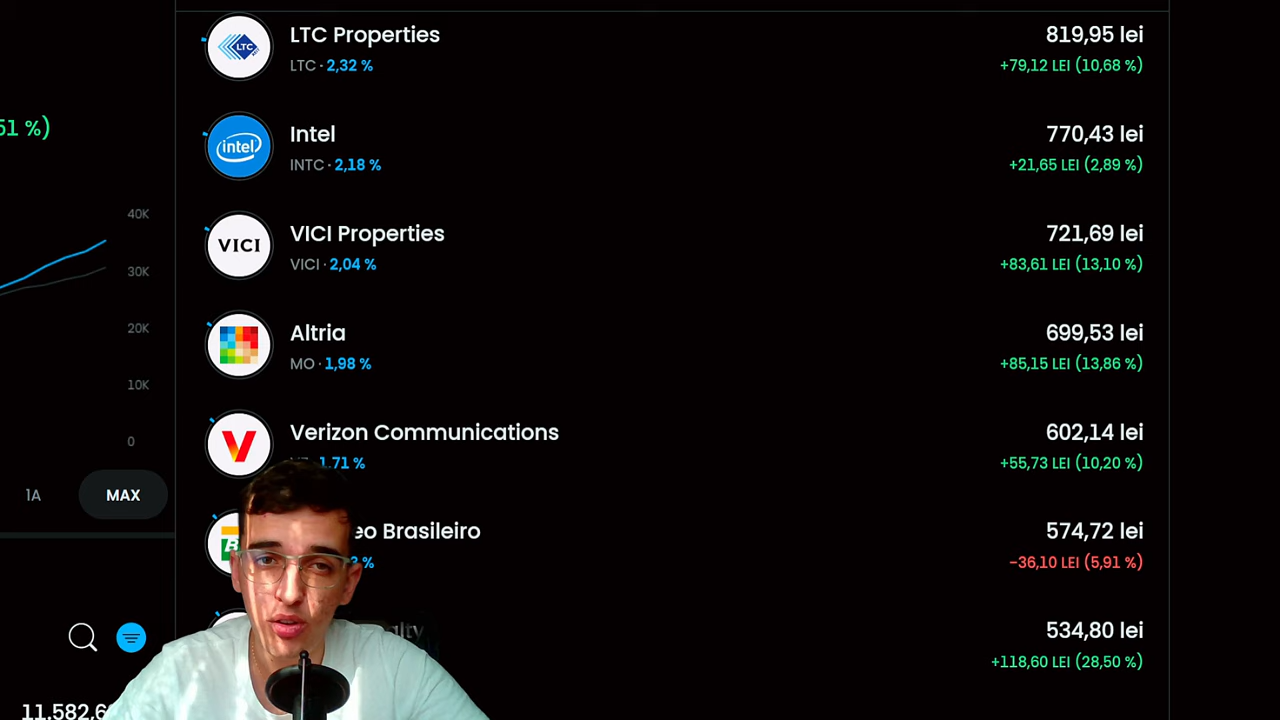 LTC Properties
819,95 lei
LTC · 2,32 %
+79,12 LEI (10,68 %)
51 %)
Intel
770,43 lei
intel
INTC · 2,18 %
+21,65 LEI (2,89 %)
40K
VICI Properties
721,69 lei
VICI
VICI · 2,04 %
+83,61 LEI (13,10 %)
30K
20K
Altria
699,53 lei
MO · 1,98 %
+85,15 LEI (13,86 %)
10K
0
Verizon Communications
602,14 lei
1,71 %
+55,73 LEI (10,20 %)
1A
MAX
eo Brasileiro
574,72 lei
%
−36,10 LEI (5,91 %)
534,80 lei
+118,60 LEI (28,50 %)
11.582,6